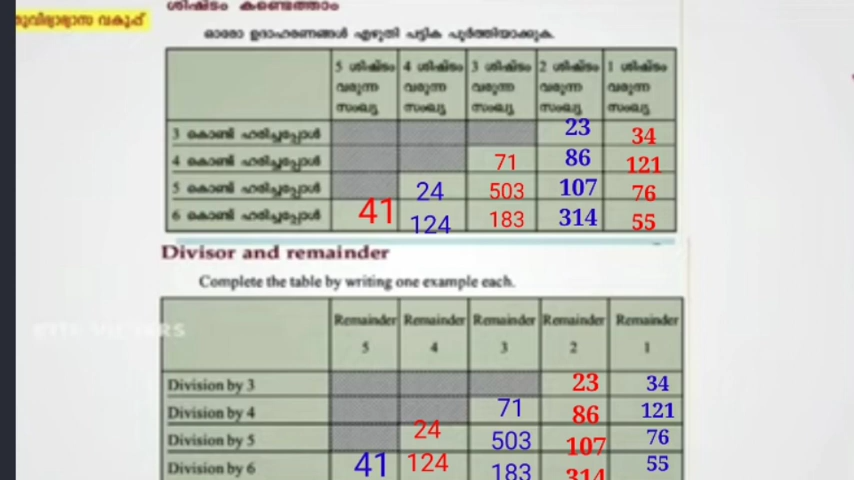 ശിഷ്ടം കണ്ടെത്താം
വിദ്യാഭ്യാസ വകുപ്പ്
ഓരോ ഉദാഹരണങ്ങൾ എഴുതി പട്ടിക പൂർത്തിയാക്കുക.
5 ശിഷ്ടം 4 ശിഷ്ടം 3 ശിഷ്ടം 2 ശിഷ്ടം 1 ശിഷ്ടം
വരുന്ന വരുന്ന വരുന്ന വരുന്ന വരുന്ന
സംഖ്യ സംഖ്യ സംഖ്യ സംഖ്യ സംഖ്യ
3 കൊണ്ട് ഹരിച്ചപ്പോൾ 23 34
4 കൊണ്ട് ഹരിച്ചപ്പോൾ 71 86 121
5 കൊണ്ട് ഹരിച്ചപ്പോൾ 24 503 107 76
6 കൊണ്ട് ഹരിച്ചപ്പോൾ 41 124 183 314 55
Divisor and remainder
Complete the table by writing one example each.
Remainder Remainder Remainder Remainder Remainder
5 4 3 2 1
Division by 3 23 34
Division by 4 71 86 121
Division by 5 24 503 107 76
Division by 6 41 124 183 314 55